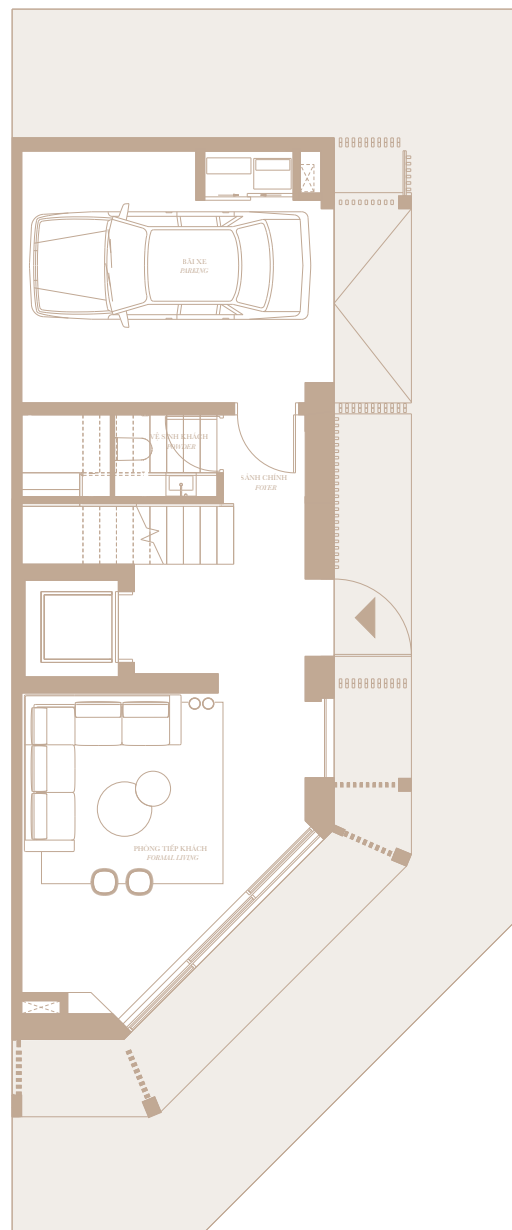 BÃI XE
PARKING
VỆ SINH KHÁCH
POWDER
SẢNH CHÍNH
FOYER
PHÒNG TIẾP KHÁCH
FORMAL LIVING